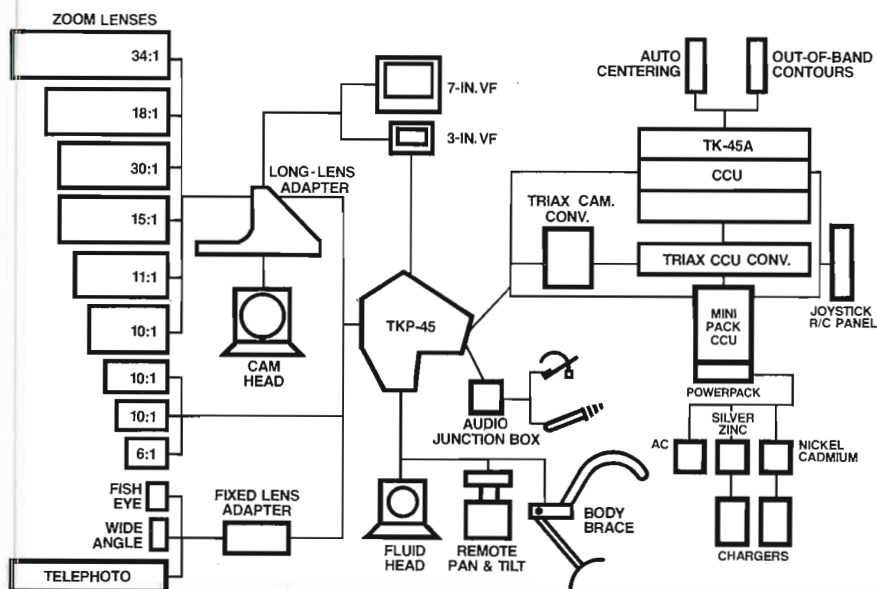 ZOOM LENSES
34:1
18:1
30:1
15:1
11:1
10:1
10:1
10:1
6:1
FISH
EYE
WIDE
ANGLE
TELEPHOTO
FIXED LENS
ADAPTER
LONG-LENS
ADAPTER
CAM
HEAD
7-IN. VF
3-IN. VF
TKP-45
FLUID
HEAD
REMOTE
PAN & TILT
BODY
BRACE
AUDIO
JUNCTION BOX
TRIAX CAM.
CONV.
AUTO
CENTERING
OUT-OF-BAND
CONTOURS
TK-45A
CCU
TRIAX CCU CONV.
JOYSTICK
R/C PANEL
MINI
PACK
CCU
POWERPACK
AC
SILVER
ZINC
NICKEL
CADMIUM
CHARGERS